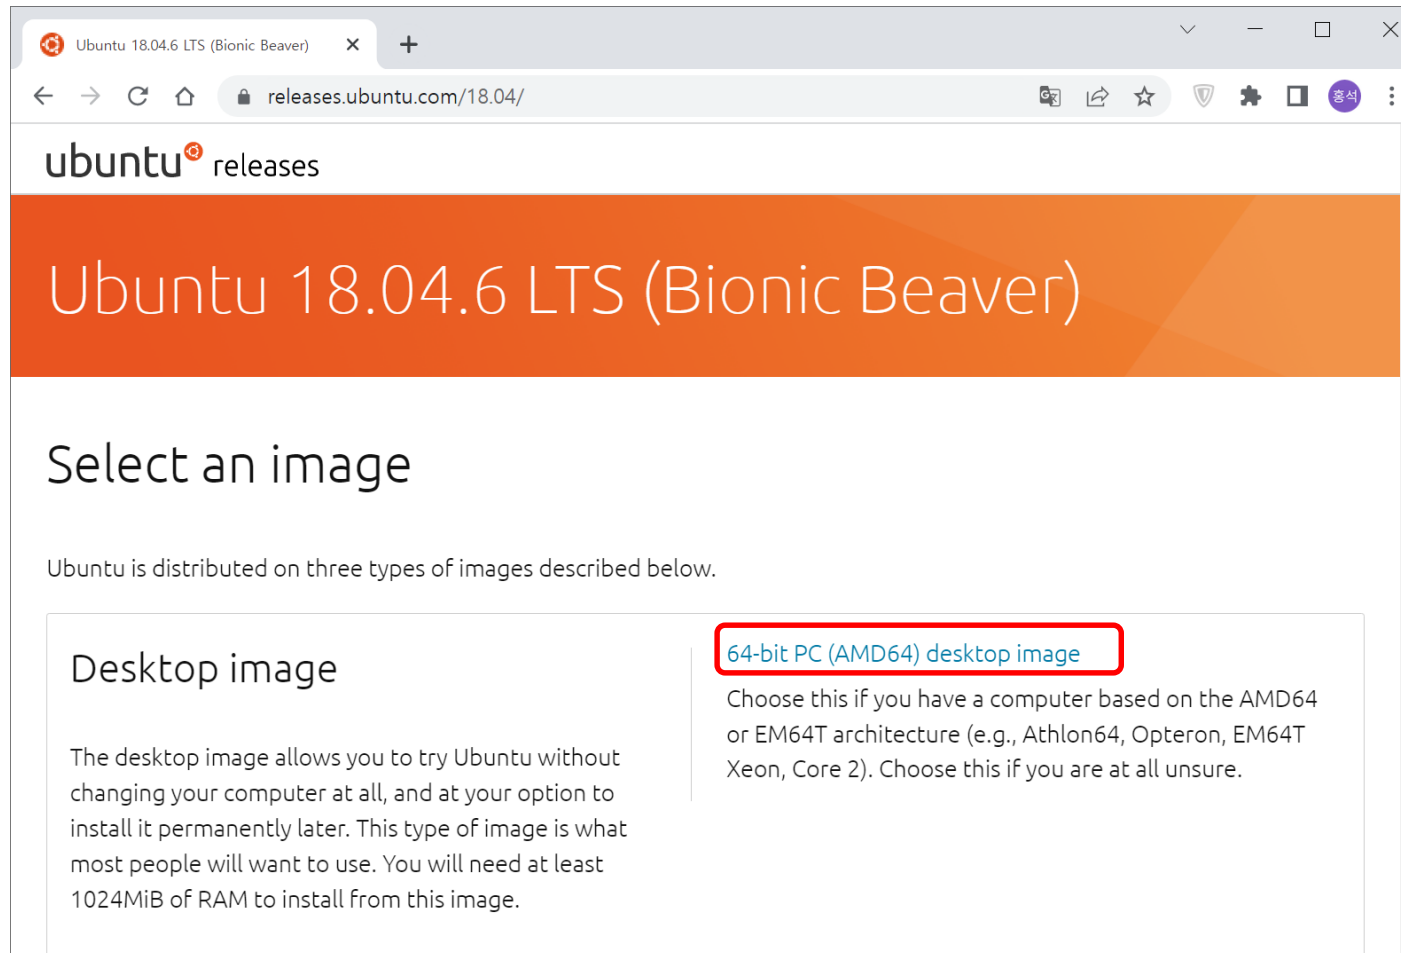 Ubuntu 18.04.6 LTS (Bionic Beaver)
releases.ubuntu.com/18.04/
홍석
ubuntu releases
Ubuntu 18.04.6 LTS (Bionic Beaver)
Select an image
Ubuntu is distributed on three types of images described below.
Desktop image
The desktop image allows you to try Ubuntu without
changing your computer at all, and at your option to
install it permanently later. This type of image is what
most people will want to use. You will need at least
1024MiB of RAM to install from this image.
64-bit PC (AMD64) desktop image
Choose this if you have a computer based on the AMD64
or EM64T architecture (e.g., Athlon64, Opteron, EM64T
Xeon, Core 2). Choose this if you are at all unsure.